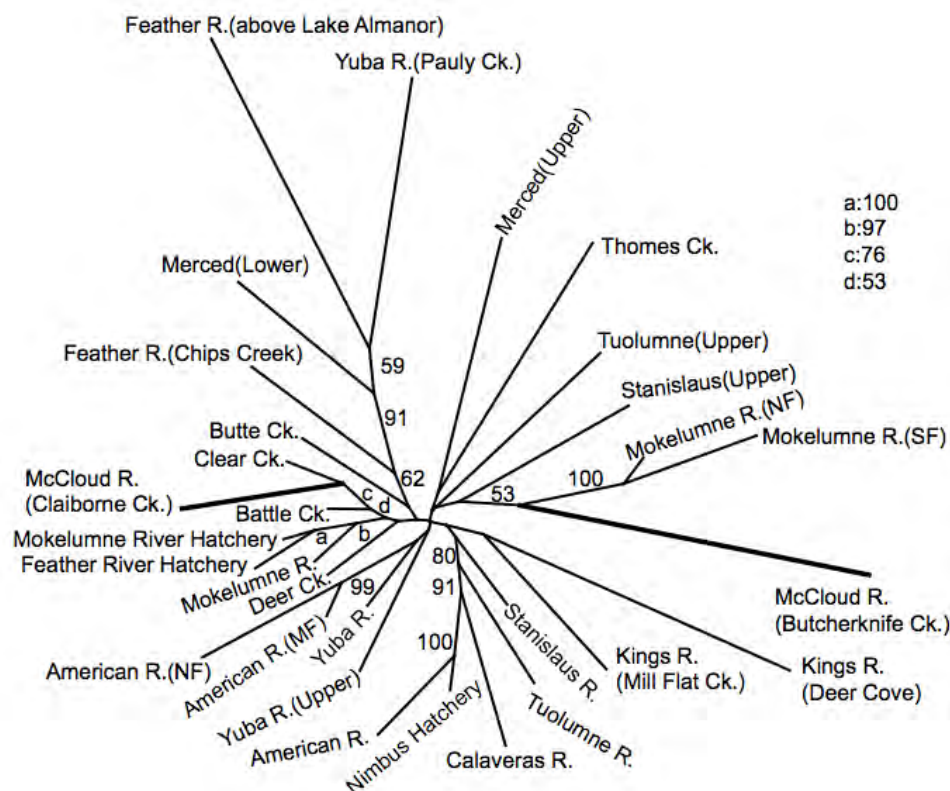 Feather R.(above Lake Almanor)
Yuba R.(Pauly Ck.)
Merced(Upper)
a:100
b:97
c:76
d:53
Thomes Ck.
Merced(Lower)
Tuolumne(Upper)
Feather R.(Chips Creek)
59
Stanislaus(Upper)
91
Mokelumne R.(NF)
Mokelumne R.(SF)
Butte Ck.
Clear Ck.
62
100
53
McCloud R.
(Claiborne Ck.)
c
d
Battle Ck.
Mokelumne River Hatchery
a
b
Feather River Hatchery
Mokelumne R.
Deer Ck.
80
99
91
McCloud R.
(Butcherknife Ck.)
American R.(NF)
American R.(MF)
Yuba R.
100
Stanislaus R.
Kings R.
(Mill Flat Ck.)
Kings R.
(Deer Cove)
Yuba R.(Upper)
American R.
Nimbus Hatchery
Tuolumne R.
Calaveras R.